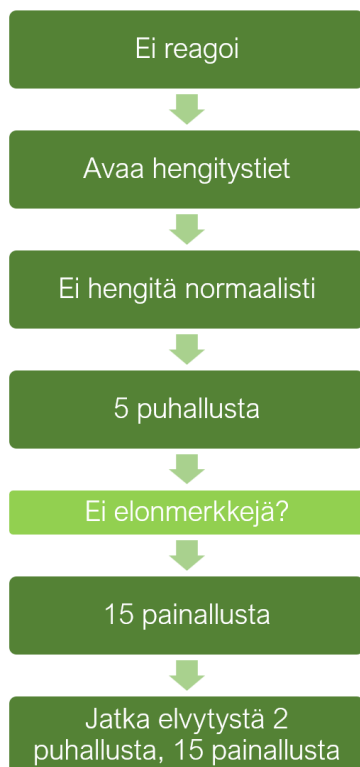 Ei reagoi
Avaa hengitystiet
Ei hengitä normaalisti
5 puhallusta
Ei elonmerkkejä?
15 painallusta
Jatka elvytystä 2
puhallusta, 15 painallusta